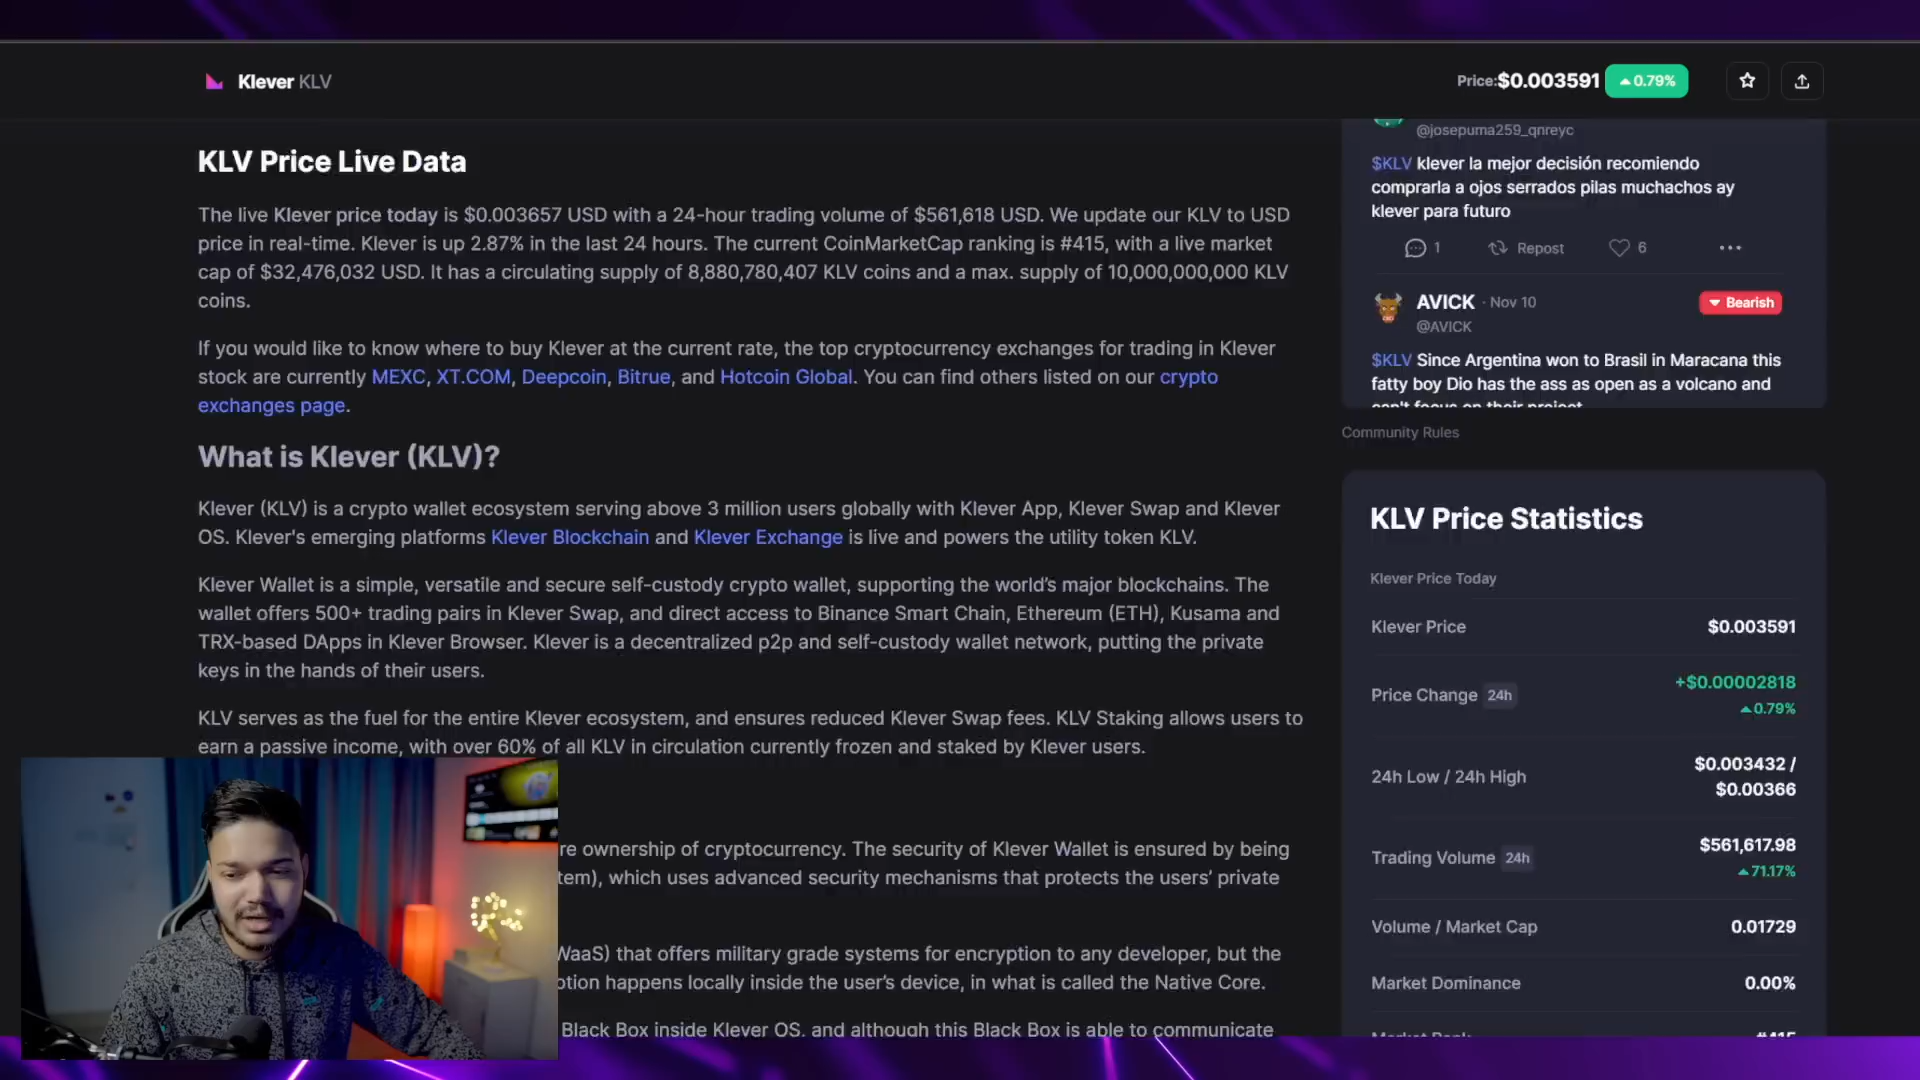 Klever KLV
Price:$0.003591 0.79%
KLV Price Live Data
The live Klever price today is $0.003657 USD with a 24-hour trading volume of $561,618 USD. We update our KLV to USD
price in real-time. Klever is up 2.87% in the last 24 hours. The current CoinMarketCap ranking is #415, with a live market
cap of $32,476,032 USD. It has a circulating supply of 8,880,780,407 KLV coins and a max. supply of 10,000,000,000 KLV
coins.
If you would like to know where to buy Klever at the current rate, the top cryptocurrency exchanges for trading in Klever
stock are currently MEXC, XT.COM, Deepcoin, Bitrue, and Hotcoin Global. You can find others listed on our crypto
exchanges page.
What is Klever (KLV)?
Klever (KLV) is a crypto wallet ecosystem serving above 3 million users globally with Klever App, Klever Swap and Klever
OS. Klever's emerging platforms Klever Blockchain and Klever Exchange is live and powers the utility token KLV.
Klever Wallet is a simple, versatile and secure self-custody crypto wallet, supporting the world's major blockchains. The
wallet offers 500+ trading pairs in Klever Swap, and direct access to Binance Smart Chain, Ethereum (ETH), Kusama and
TRX-based DApps in Klever Browser. Klever is a decentralized p2p and self-custody wallet network, putting the private
keys in the hands of their users.
KLV serves as the fuel for the entire Klever ecosystem, and ensures reduced Klever Swap fees. KLV Staking allows users to
earn a passive income, with over 60% of all KLV in circulation currently frozen and staked by Klever users.
re ownership of cryptocurrency. The security of Klever Wallet is ensured by being
tem), which uses advanced security mechanisms that protects the users' private
WaaS) that offers military grade systems for encryption to any developer, but the
ption happens locally inside the user's device, in what is called the Native Core.
Black Box inside Klever OS, and although this Black Box is able to communicate
@josepuma259_qnreyc
$KLV klever la mejor decisión recomiendo
comprarla a ojos serrados pilas muchachos ay
klever para futuro
1 Repost 6
AVICK · Nov 10 Bearish
@AVICK
$KLV Since Argentina won to Brasil in Maracana this
fatty boy Dio has the ass as open as a volcano and
can't focus on their project
Community Rules
KLV Price Statistics
Klever Price Today
Klever Price $0.003591
Price Change 24h +$0.00002818
0.79%
24h Low / 24h High $0.003432 /
$0.00366
Trading Volume 24h $561,617.98
71.17%
Volume / Market Cap 0.01729
Market Dominance 0.00%
Market Rank #415